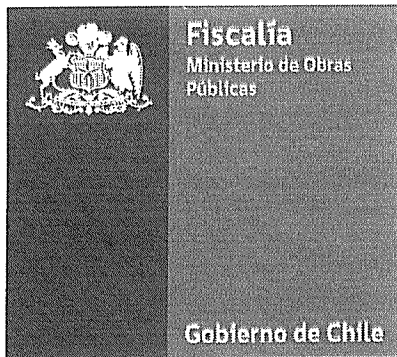 Fiscalía
Ministerio de Obras
Públicas
Gobierno de Chile